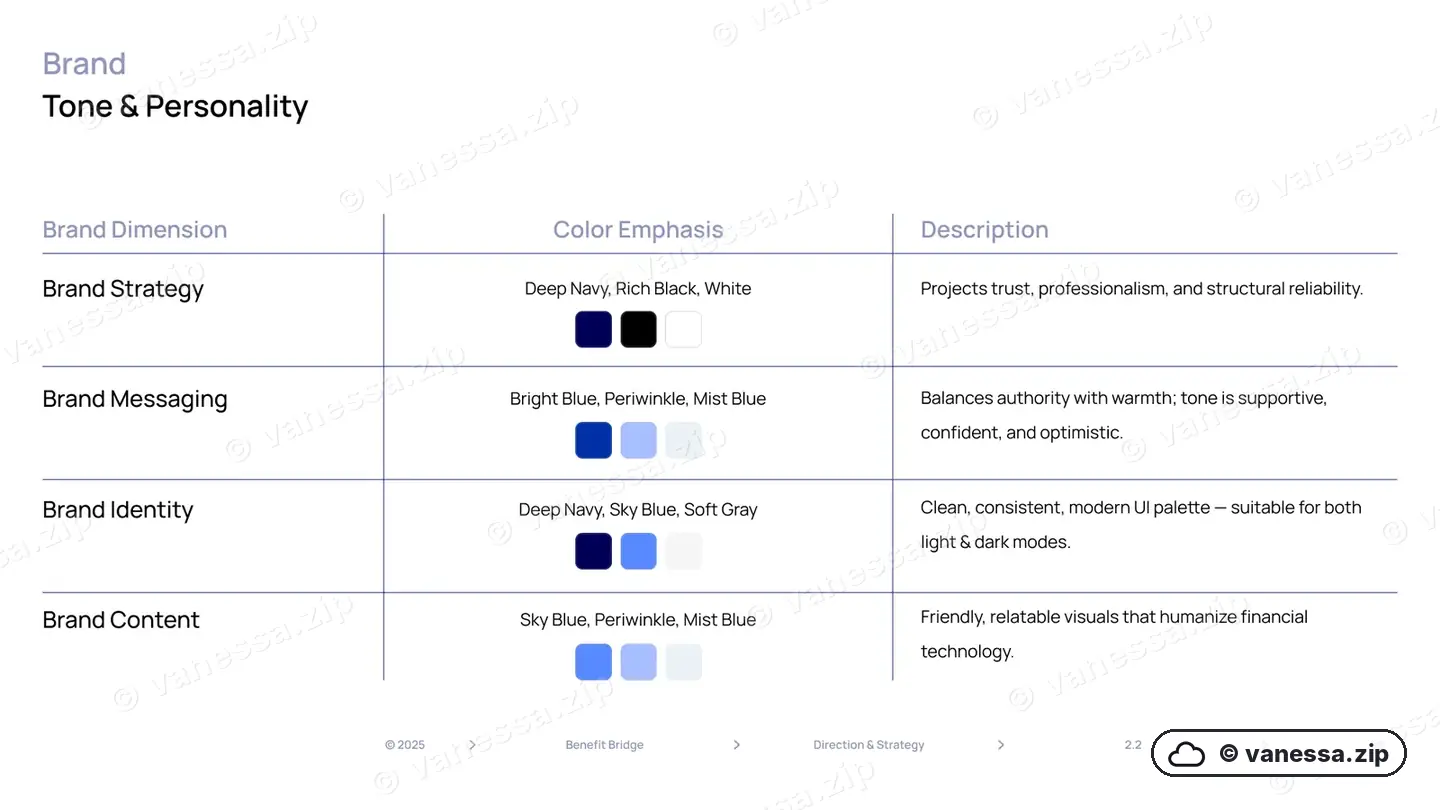 Brand
Tone & Personality
Brand Dimension
Color Emphasis
Description
Brand Strategy
Deep Navy, Rich Black, White
Projects trust, professionalism, and structural reliability.
Brand Messaging
Bright Blue, Periwinkle, Mist Blue
Balances authority with warmth; tone is supportive,
confident, and optimistic.
Brand Identity
Deep Navy, Sky Blue, Soft Gray
Clean, consistent, modern UI palette — suitable for both
light & dark modes.
Brand Content
Sky Blue, Periwinkle, Mist Blue
Friendly, relatable visuals that humanize financial
technology.
© 2025
Benefit Bridge
Direction & Strategy
2.2
© vanessa.zip